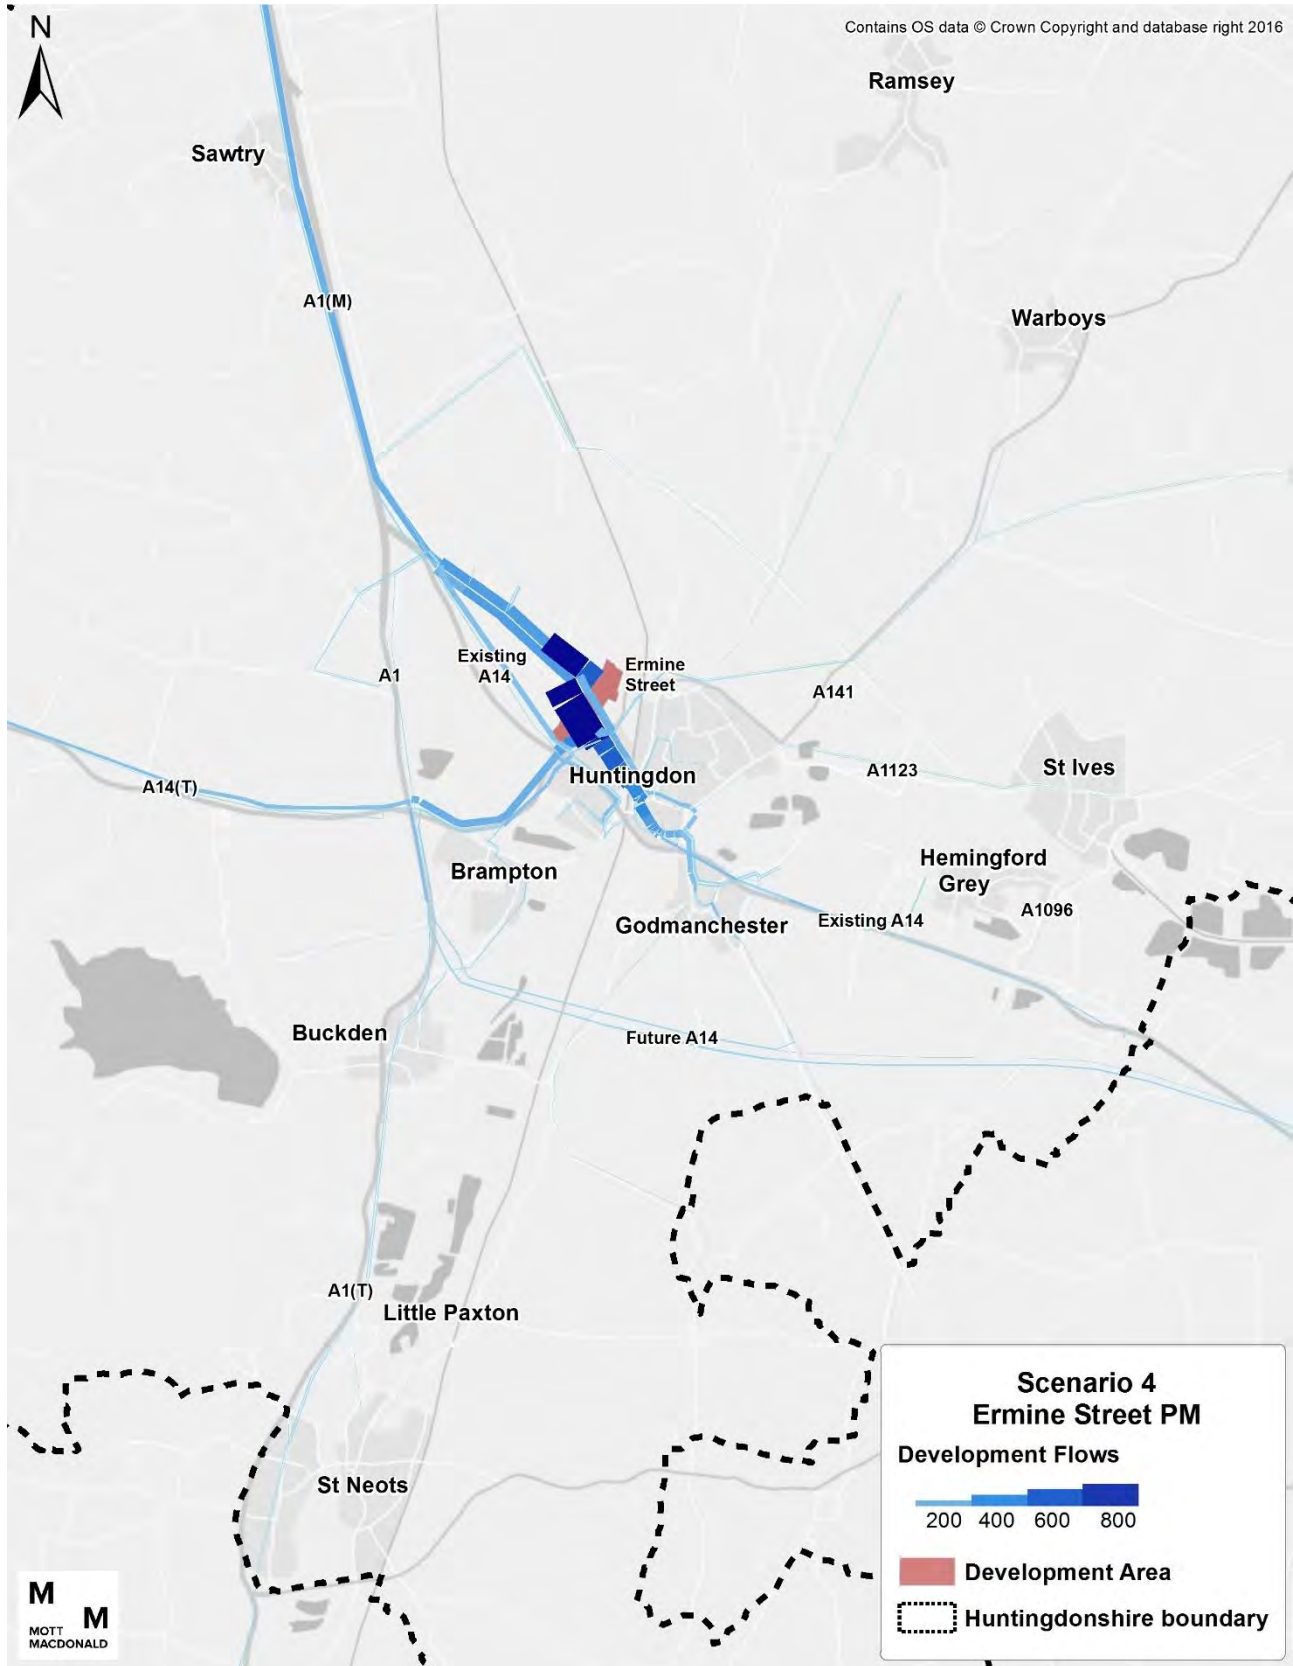 N
Contains OS data © Crown Copyright and database right 2016
Ramsey
Sawtry
A1(M)
Warboys
Existing
A14
Ermine
Street
A1
A141
Huntingdon
A1123
St Ives
A14(T)
Brampton
Hemingford
Grey
A1096
Godmanchester
Existing A14
Buckden
Future A14
A1(T)
Little Paxton
St Neots
Scenario 4
Ermine Street PM
Development Flows
200 400 600 800
Development Area
Huntingdonshire boundary
M
M
MOTT
MACDONALD